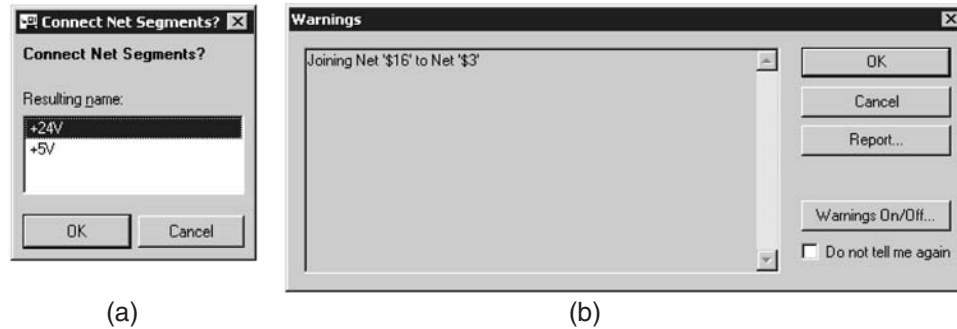 Connect Net Segments?
Connect Net Segments?
Resulting name:
+24V
+5V
OK
Cancel
(a)
Warnings
Joining Net '$16' to Net '$3'
OK
Cancel
Report...
Warnings On/Off...
Do not tell me again
(b)